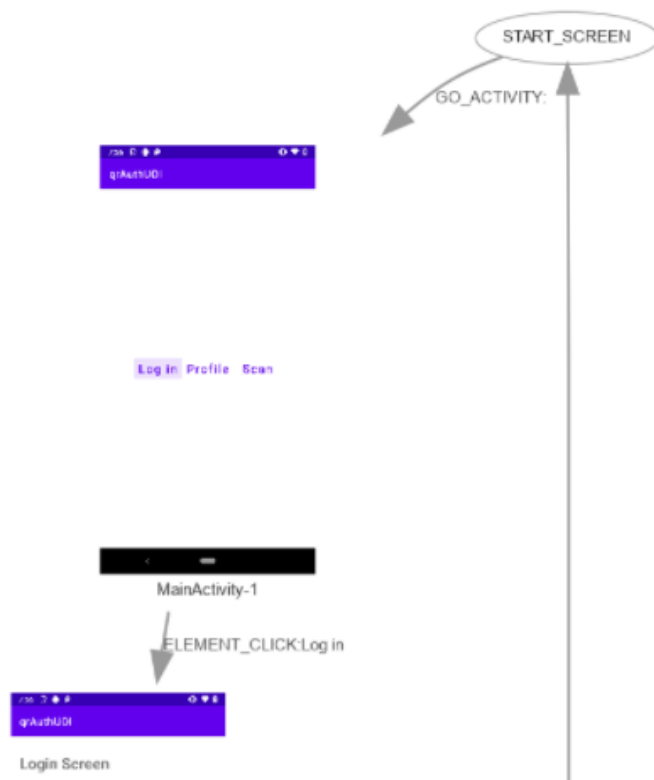 START_SCREEN
GO_ACTIVITY:
qrAuthUDI
Log in Profile Scan
MainActivity-1
ELEMENT_CLICK:Log in
qrAuthUDI
Login Screen